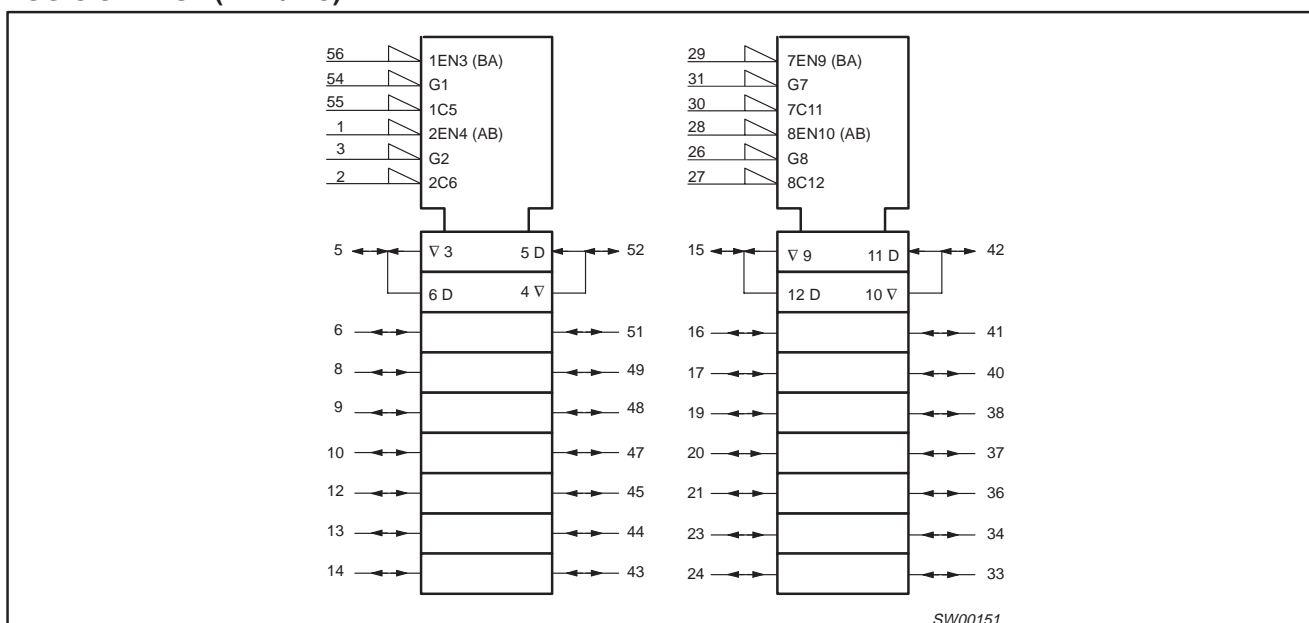 56 1EN3 (BA)
54 G1
55 1C5
1 2EN4 (AB)
3 G2
2 2C6
5 ∇ 3 5 D 52
6 D 4 ∇
6 51
8 49
9 48
10 47
12 45
13 44
14 43
29 7EN9 (BA)
31 G7
30 7C11
28 8EN10 (AB)
26 G8
27 8C12
15 ∇ 9 11 D 42
12 D 10 ∇
16 41
17 40
19 38
20 37
21 36
23 34
24 33
SW00151